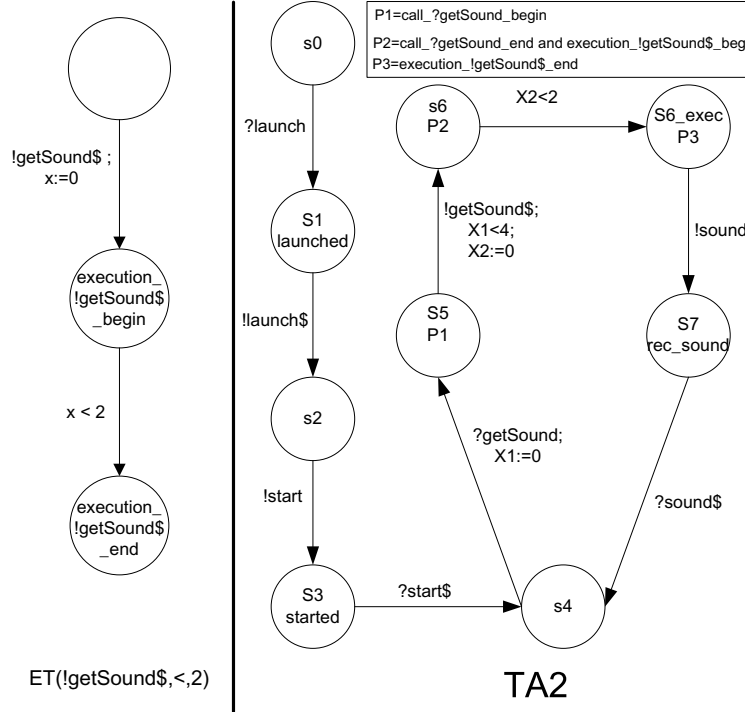 !getSound$ ;
x:=0
execution_
!getSound$
_begin
x < 2
execution_
!getSound$
_end
ET(!getSound$,<,2)
s0
?launch
S1
launched
!launch$
s2
!start
S3
started
?start$
s4
?getSound;
X1:=0
S5
P1
!getSound$;
X1<4;
X2:=0
s6
P2
X2<2
S6_exec
P3
!sound
S7
rec_sound
?sound$
P1=call_?getSound_begin
P2=call_?getSound_end and execution_!getSound$_beg
P3=execution_!getSound$_end
TA2